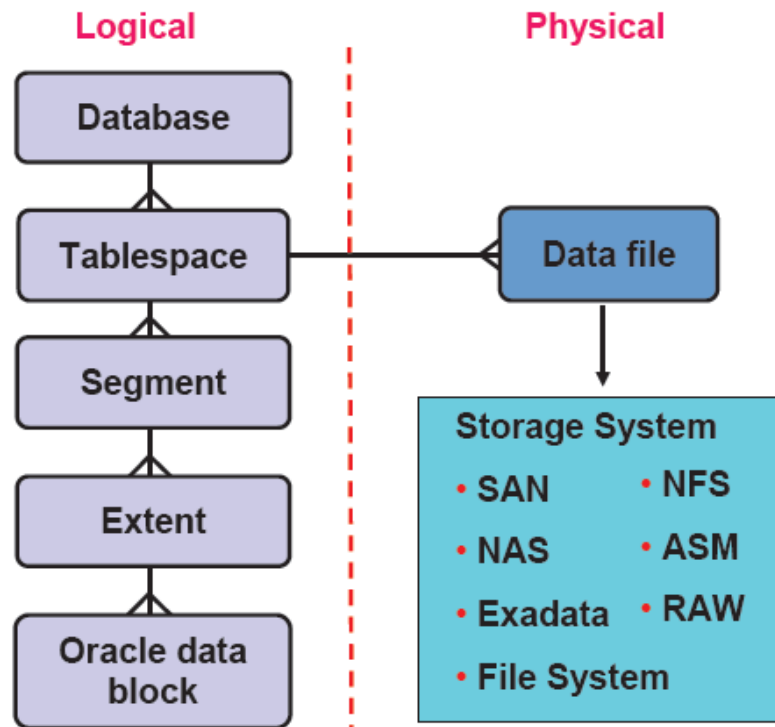 Logical
Physical
Database
Tablespace
Data file
Segment
Extent
Oracle data
block
Storage System
• SAN
• NFS
• NAS
• ASM
• Exadata
• RAW
• File System